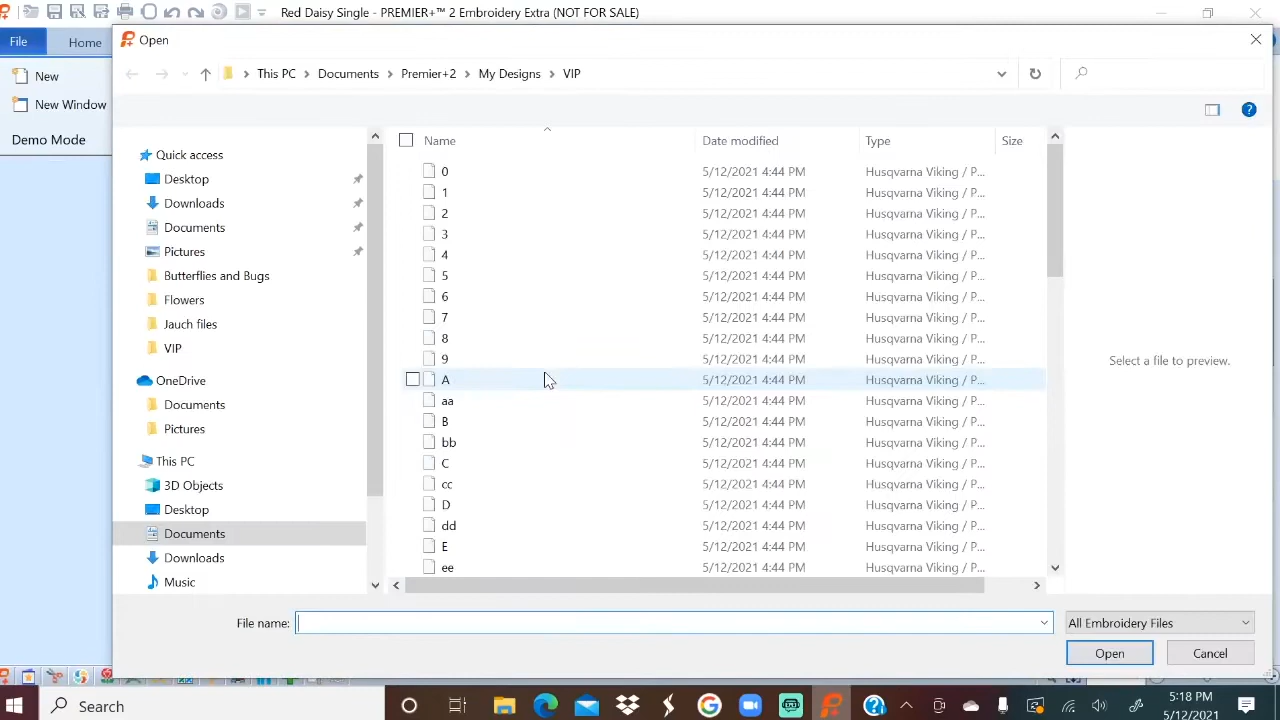 Red Daisy Single - PREMIER+™ 2 Embroidery Extra (NOT FOR SALE)
File
Home
New
New Window
Demo Mode
Open
This PC
Documents
Premier+2
My Designs
VIP
Quick access
Desktop
Downloads
Documents
Pictures
Butterflies and Bugs
Flowers
Jauch files
VIP
OneDrive
Documents
Pictures
This PC
3D Objects
Desktop
Documents
Downloads
Music
Name Date modified Type Size
0 5/12/2021 4:44 PM Husqvarna Viking / P...
1 5/12/2021 4:44 PM Husqvarna Viking / P...
2 5/12/2021 4:44 PM Husqvarna Viking / P...
3 5/12/2021 4:44 PM Husqvarna Viking / P...
4 5/12/2021 4:44 PM Husqvarna Viking / P...
5 5/12/2021 4:44 PM Husqvarna Viking / P...
6 5/12/2021 4:44 PM Husqvarna Viking / P...
7 5/12/2021 4:44 PM Husqvarna Viking / P...
8 5/12/2021 4:44 PM Husqvarna Viking / P...
9 5/12/2021 4:44 PM Husqvarna Viking / P...
A 5/12/2021 4:44 PM Husqvarna Viking / P...
aa 5/12/2021 4:44 PM Husqvarna Viking / P...
B 5/12/2021 4:44 PM Husqvarna Viking / P...
bb 5/12/2021 4:44 PM Husqvarna Viking / P...
C 5/12/2021 4:44 PM Husqvarna Viking / P...
cc 5/12/2021 4:44 PM Husqvarna Viking / P...
D 5/12/2021 4:44 PM Husqvarna Viking / P...
dd 5/12/2021 4:44 PM Husqvarna Viking / P...
E 5/12/2021 4:44 PM Husqvarna Viking / P...
ee 5/12/2021 4:44 PM Husqvarna Viking / P...
Select a file to preview.
File name:
All Embroidery Files
Open
Cancel
Search
5:18 PM
5/12/2021